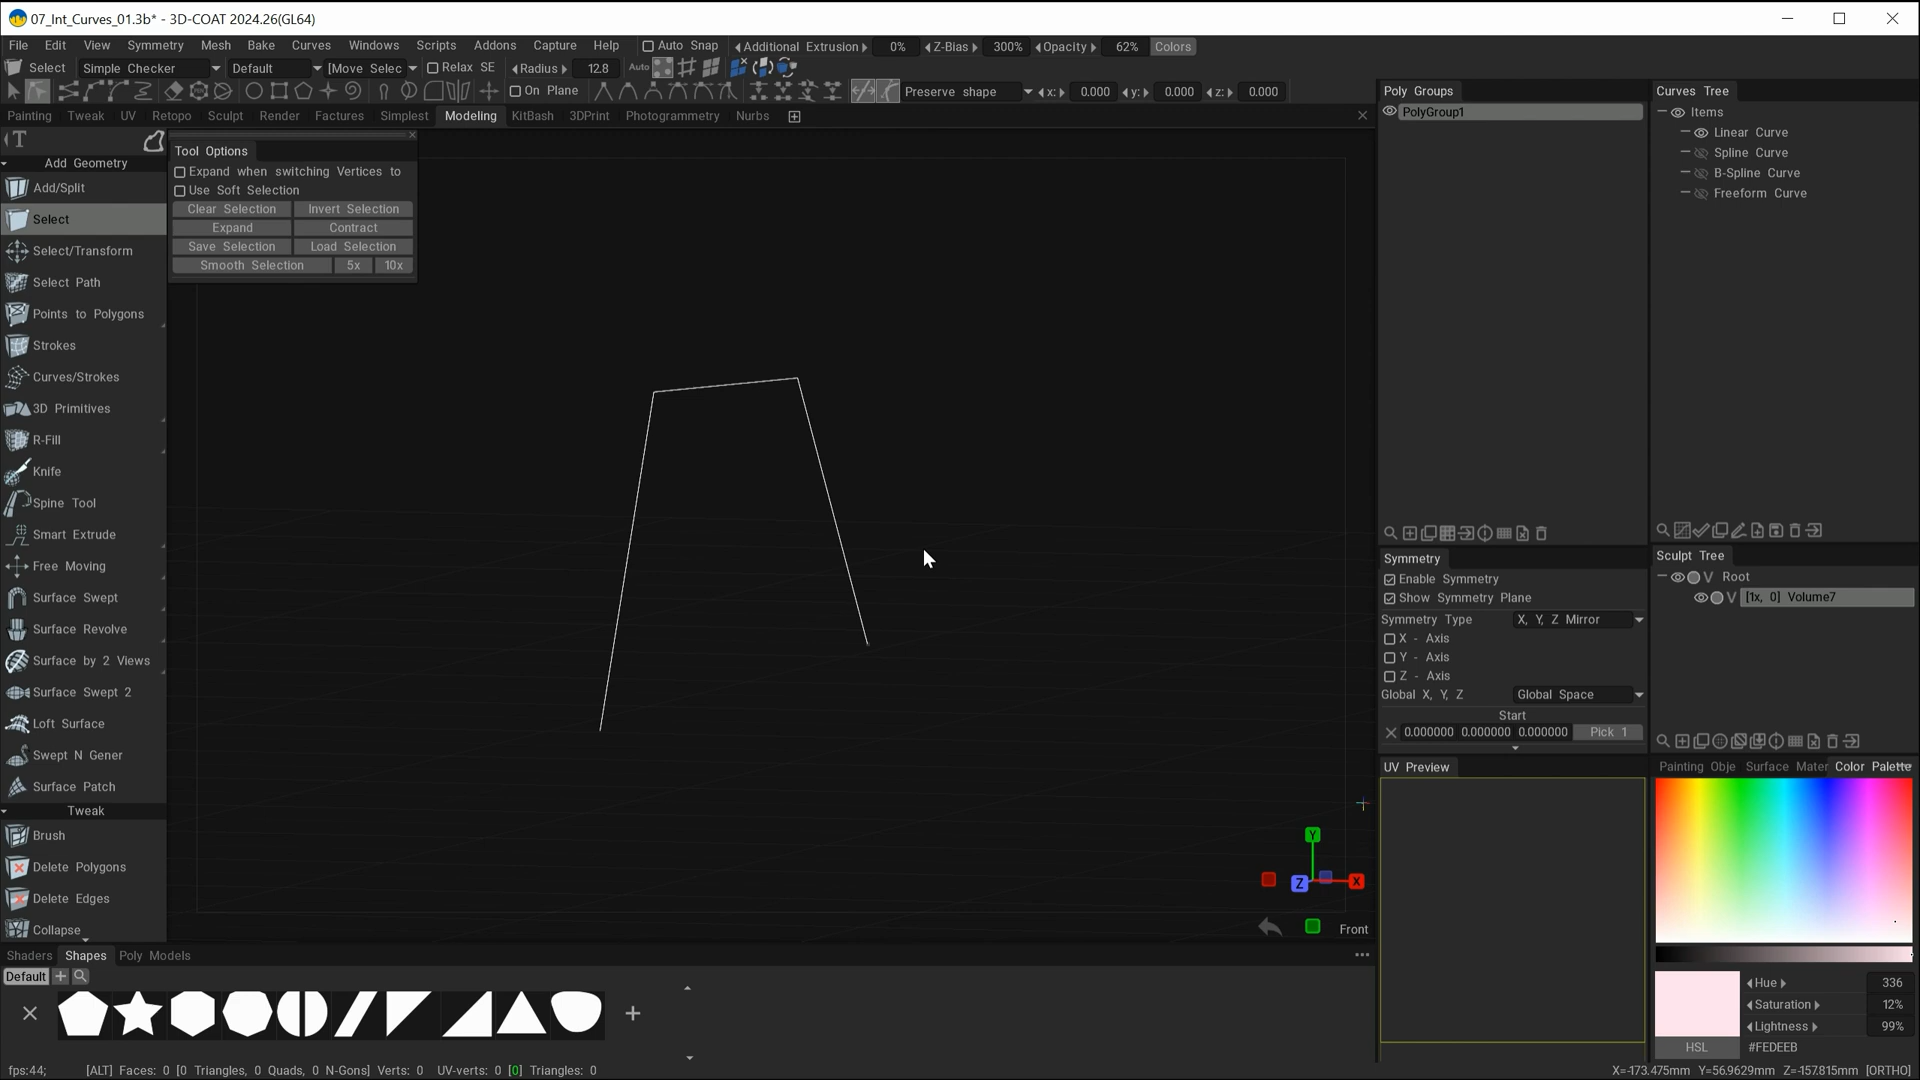 07_Int_Curves_01.3b* - 3D-COAT 2024.26(GL64)
File Edit View Symmetry Mesh Bake Curves Windows Scripts Addons Capture Help Auto Snap Additional Extrusion 0% Z-Bias 300% Opacity 62% Colors
Select Simple Checker Default [Move Selec Relax SE Radius 12.8 Auto
On Plane Preserve shape x: 0.000 y: 0.000 z: 0.000
Painting Tweak UV Retopo Sculpt Render Factures Simplest Modeling KitBash 3DPrint Photogrammetry Nurbs
T
Add Geometry
Add/Split
Select
Select/Transform
Select Path
Points to Polygons
Strokes
Curves/Strokes
3D Primitives
R-Fill
Knife
Spine Tool
Smart Extrude
Free Moving
Surface Swept
Surface Revolve
Surface by 2 Views
Surface Swept 2
Loft Surface
Swept N Gener
Surface Patch
Tweak
Brush
Delete Polygons
Delete Edges
Collapse
Tool Options
Expand when switching Vertices to
Use Soft Selection
Clear Selection Invert Selection
Expand Contract
Save Selection Load Selection
Smooth Selection 5x 10x
Y
Z X
Front
Poly Groups
PolyGroup1
Curves Tree
Items
Linear Curve
Spline Curve
B-Spline Curve
Freeform Curve
Symmetry
Enable Symmetry
Show Symmetry Plane
Symmetry Type X, Y, Z Mirror
X - Axis
Y - Axis
Z - Axis
Global X, Y, Z Global Space
Start
0.000000 0.000000 0.000000 Pick 1
Sculpt Tree
V Root
V [1x, 0] Volume7
UV Preview
Painting Obje Surface Mater Color Palette
Hue 336
Saturation 12%
Lightness 99%
HSL #FEDEEB
Shaders Shapes Poly Models
Default
fps:44; [ALT] Faces: 0 [0 Triangles, 0 Quads, 0 N-Gons] Verts: 0 UV-verts: 0 [0] Triangles: 0
X=-173.475mm Y=56.9629mm Z=-157.815mm [ORTHO]